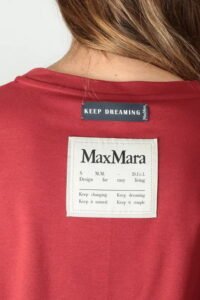 KEEP DREAMING
MaxMara
S M.M. - D.I.v.I.
Design for easy living
Keep changing Keep dreaming
Keep it natural Keep it simple